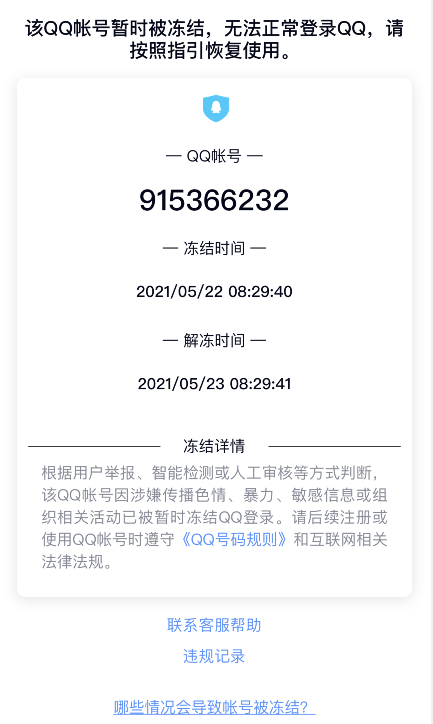 该QQ帐号暂时被冻结，无法正常登录QQ，请
按照指引恢复使用。
— QQ帐号 —
915366232
— 冻结时间 —
2021/05/22 08:29:40
— 解冻时间 —
2021/05/23 08:29:41
冻结详情
根据用户举报、智能检测或人工审核等方式判断，
该QQ帐号因涉嫌传播色情、暴力、敏感信息或组
织相关活动已被暂时冻结QQ登录。请后续注册或
使用QQ帐号时遵守《QQ号码规则》和互联网相关
法律法规。
联系客服帮助
违规记录
哪些情况会导致帐号被冻结？